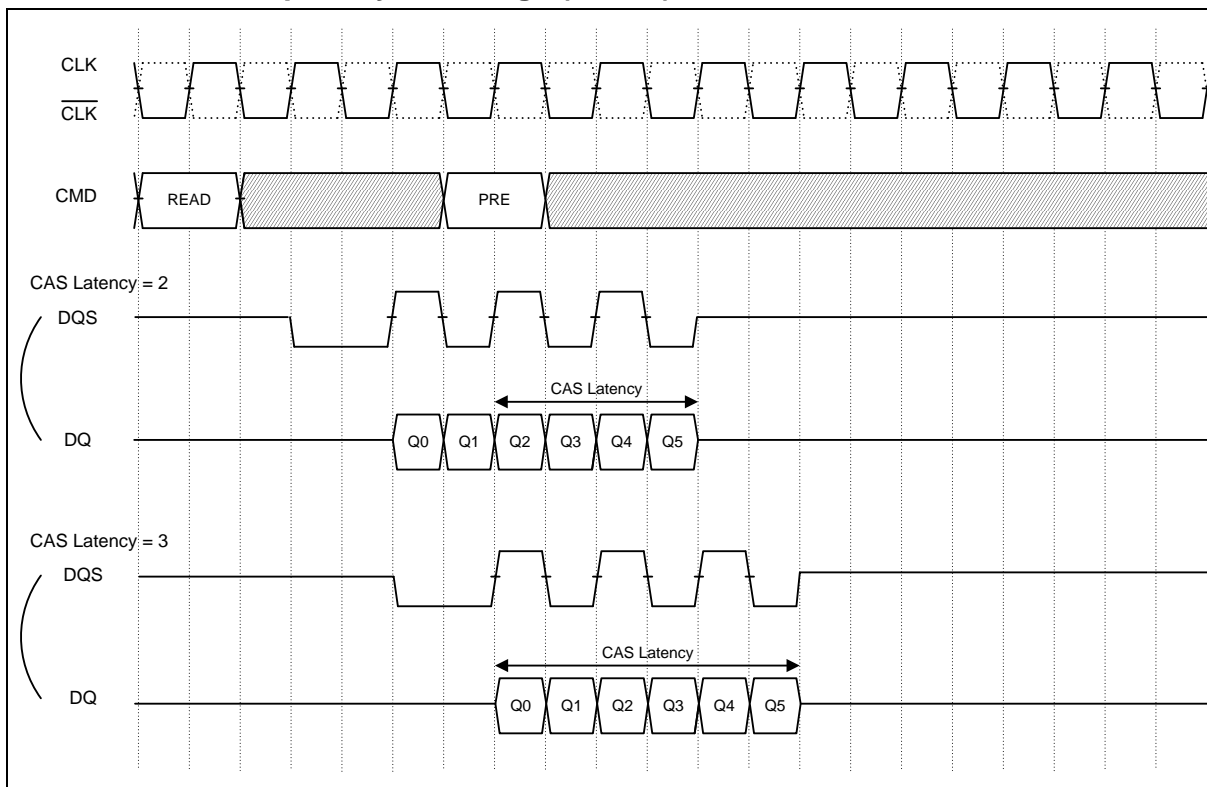 CLK
CLK
CMD
READ
PRE
CAS Latency = 2
DQS
CAS Latency
DQ
Q0 Q1 Q2 Q3 Q4 Q5
CAS Latency = 3
DQS
CAS Latency
DQ
Q0 Q1 Q2 Q3 Q4 Q5